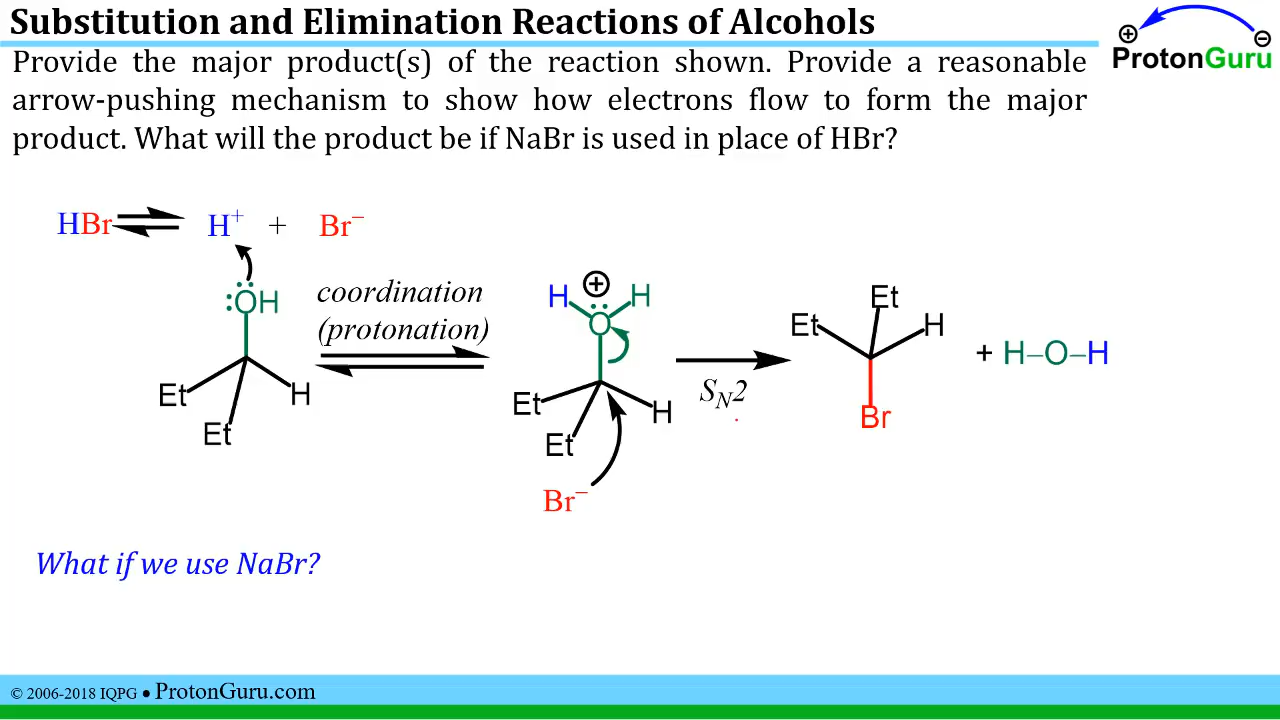 Substitution and Elimination Reactions of Alcohols
ProtonGuru
Provide the major product(s) of the reaction shown. Provide a reasonable
arrow-pushing mechanism to show how electrons flow to form the major
product. What will the product be if NaBr is used in place of HBr?
HBr ⇌ H⁺ + Br⁻
:ÖH
Et
Et
H
coordination
(protonation)
H ⊕ H
Ö
Et
Et
H
Br⁻
SN2
Et
Et
H
Br
+ H–O–H
What if we use NaBr?
© 2006-2018 IQPG ● ProtonGuru.com